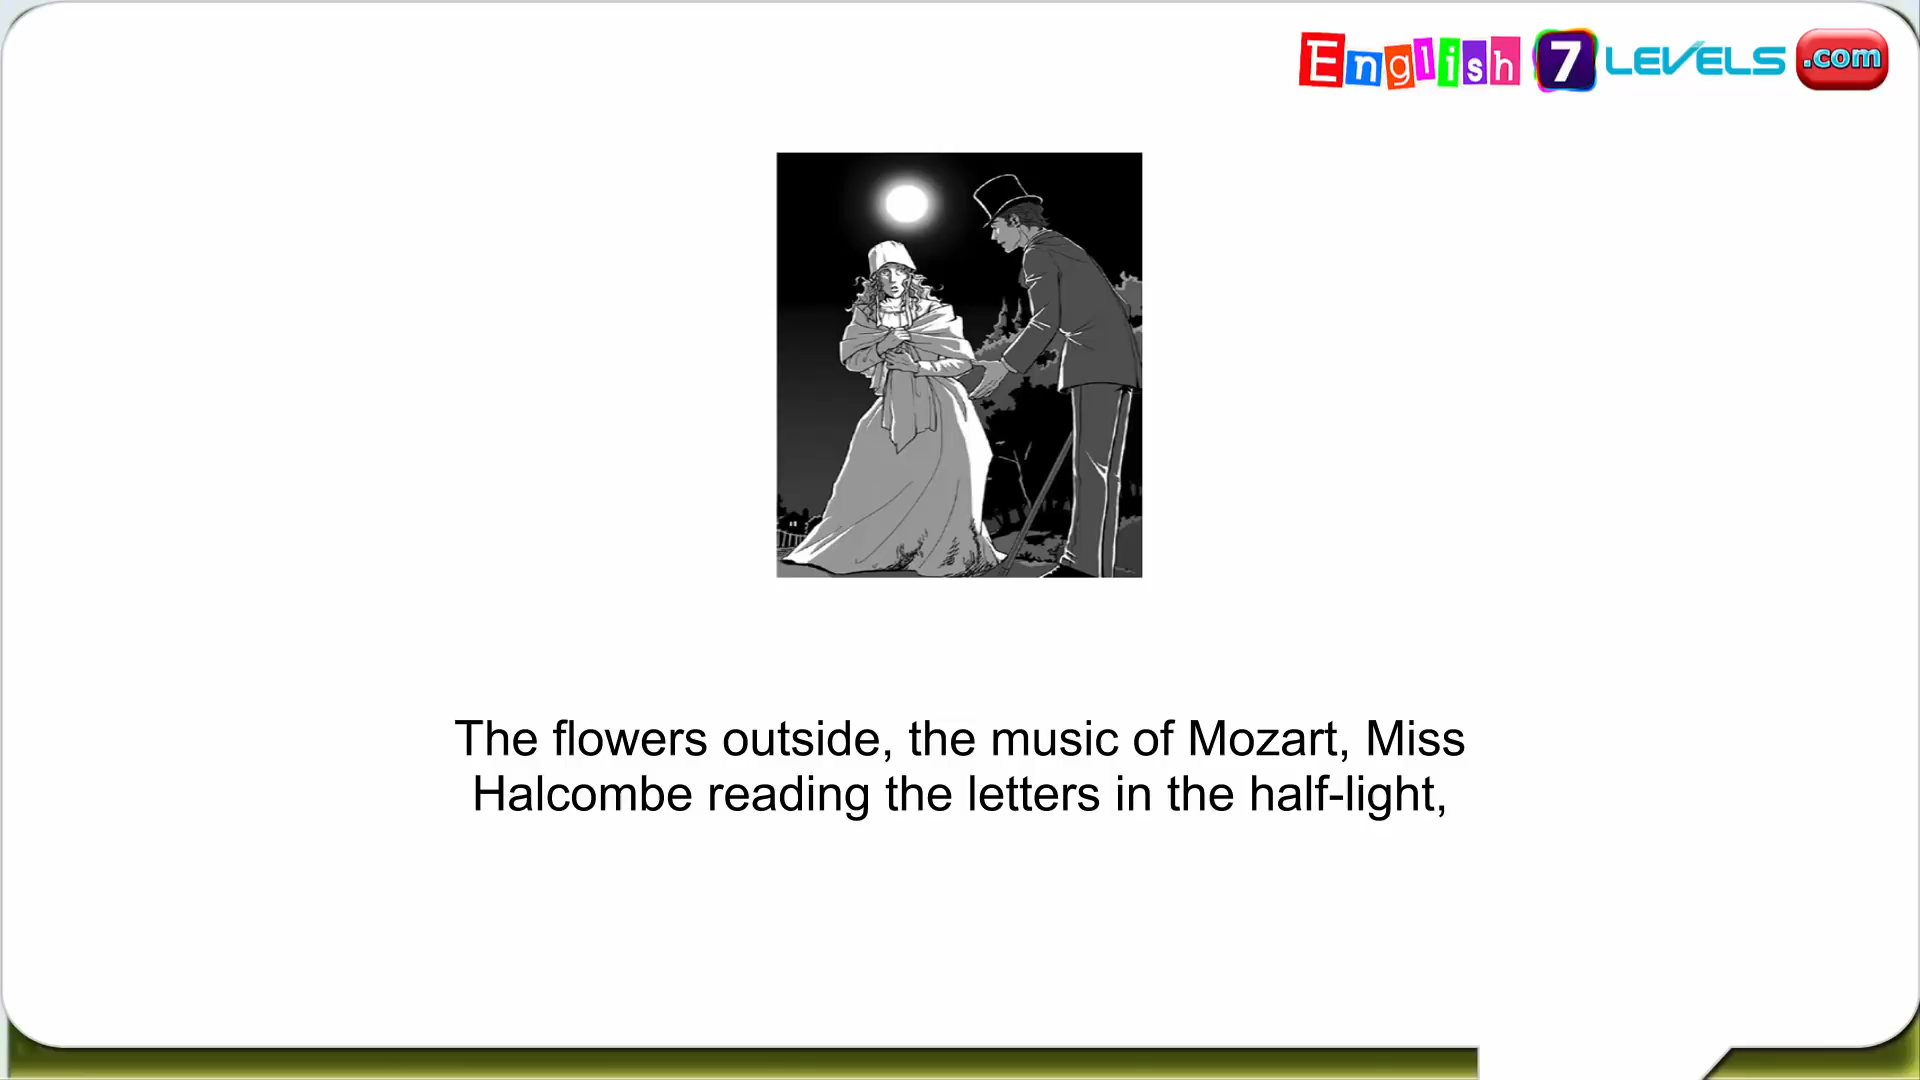 English 7 LEVELS .com
The flowers outside, the music of Mozart, Miss
Halcombe reading the letters in the half-light,